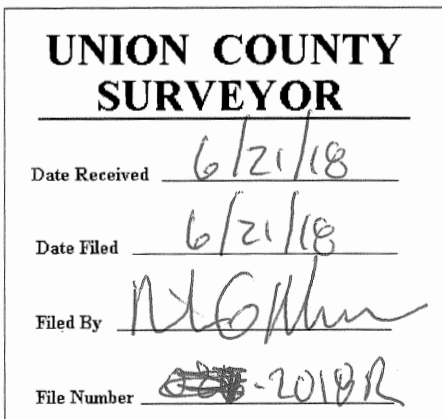 UNION COUNTY
SURVEYOR
Date Received 6/21/18
Date Filed 6/21/18
Filed By
File Number -2018R